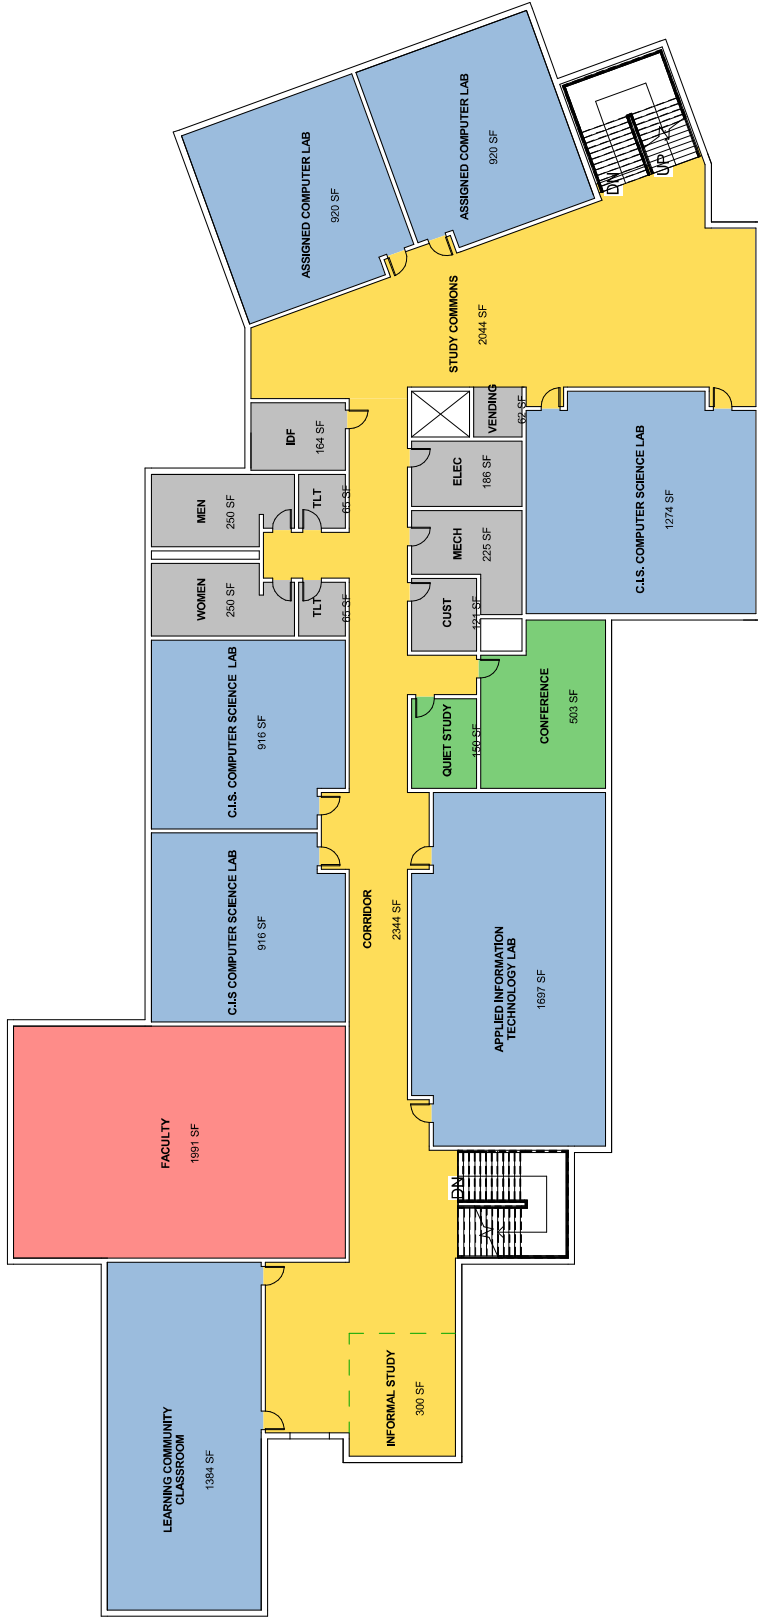 ASSIGNED COMPUTER LAB
920 SF
ASSIGNED COMPUTER LAB
920 SF
DN
UP
STUDY COMMONS
2044 SF
IDF
164 SF
VENDING
62 SF
MEN
250 SF
TLT
65 SF
ELEC
186 SF
C.I.S. COMPUTER SCIENCE LAB
1274 SF
MECH
225 SF
WOMEN
250 SF
TLT
65 SF
CUST
121 SF
C.I.S. COMPUTER SCIENCE LAB
916 SF
QUIET STUDY
150 SF
CONFERENCE
503 SF
C.I.S COMPUTER SCIENCE LAB
916 SF
CORRIDOR
2344 SF
APPLIED INFORMATION
TECHNOLOGY LAB
1697 SF
FACULTY
1991 SF
DN
INFORMAL STUDY
300 SF
LEARNING COMMUNITY
CLASSROOM
1384 SF